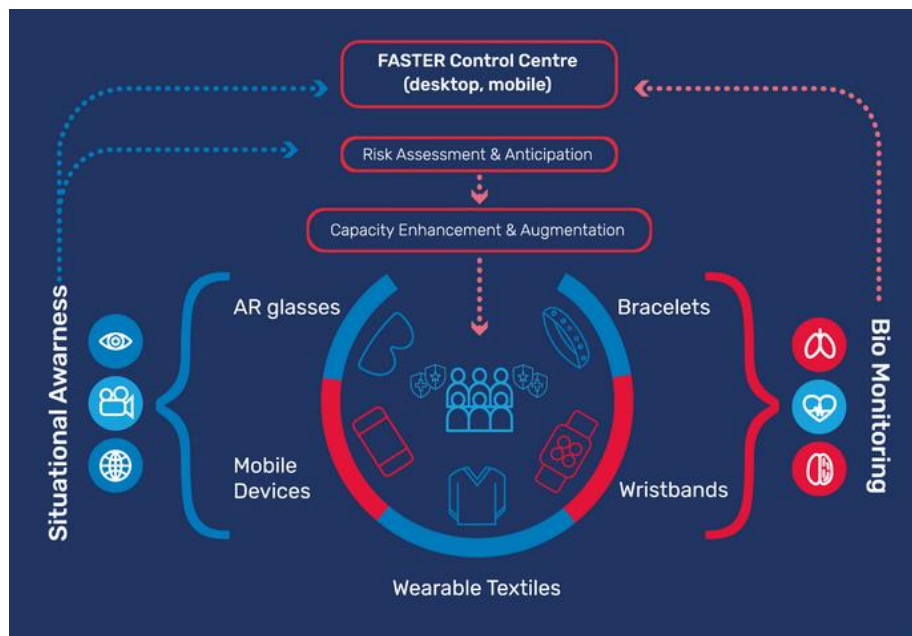 FASTER Control Centre
(desktop, mobile)
Risk Assessment & Anticipation
Capacity Enhancement & Augmentation
Situational Awarness
AR glasses
Mobile
Devices
Bracelets
Wristbands
Wearable Textiles
Bio Monitoring